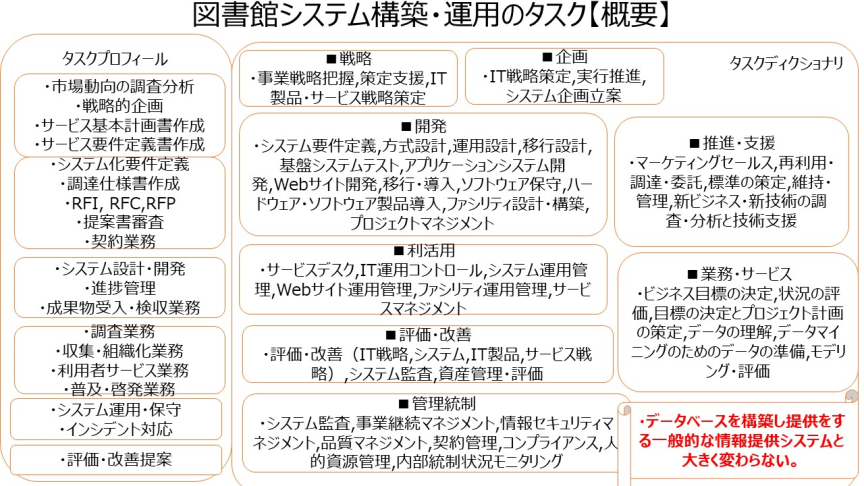 図書館システム構築・運用のタスク【概要】
タスクプロフィール
・市場動向の調査分析
・戦略的企画
・サービス基本計画書作成
・サービス要件定義書作成
・システム化要件定義
・調達仕様書作成
・RFI, RFC,RFP
・提案書審査
・契約業務
・システム設計・開発
・進捗管理
・成果物受入・検収業務
・調査業務
・収集・組織化業務
・利用者サービス業務
・普及・啓発業務
・システム運用・保守
・インシデント対応
・評価・改善提案
タスクディクショナリ
■戦略
・事業戦略把握,策定支援,IT
製品・サービス戦略策定
■企画
・IT戦略策定,実行推進,
システム企画立案
■開発
・システム要件定義,方式設計,運用設計,移行設計,
基盤システムテスト,アプリケーションシステム開
発,Webサイト開発,移行・導入,ソフトウェア保守,ハー
ドウェア・ソフトウェア製品導入,ファシリティ設計・構築,
プロジェクトマネジメント
■利活用
・サービスデスク,IT運用コントロール,システム運用管
理,Webサイト運用管理,ファシリティ運用管理,サービ
スマネジメント
■評価・改善
・評価・改善（IT戦略,システム,IT製品,サービス戦
略）,システム監査,資産管理・評価
■管理統制
・システム監査,事業継続マネジメント,情報セキュリティマ
ネジメント,品質マネジメント,契約管理,コンプライアンス,人
的資源管理,内部統制状況モニタリング
■推進・支援
・マーケティングセールス,再利用・
調達・委託,標準の策定,維持・
管理,新ビジネス・新技術の調
査・分析と技術支援
■業務・サービス
・ビジネス目標の決定,状況の評
価,目標の決定とプロジェクト計画
の策定,データの理解,データマイ
ニングのためのデータの準備,モデリ
ング・評価
・データベースを構築し提供をす
る一般的な情報提供システムと
大きく変わらない。